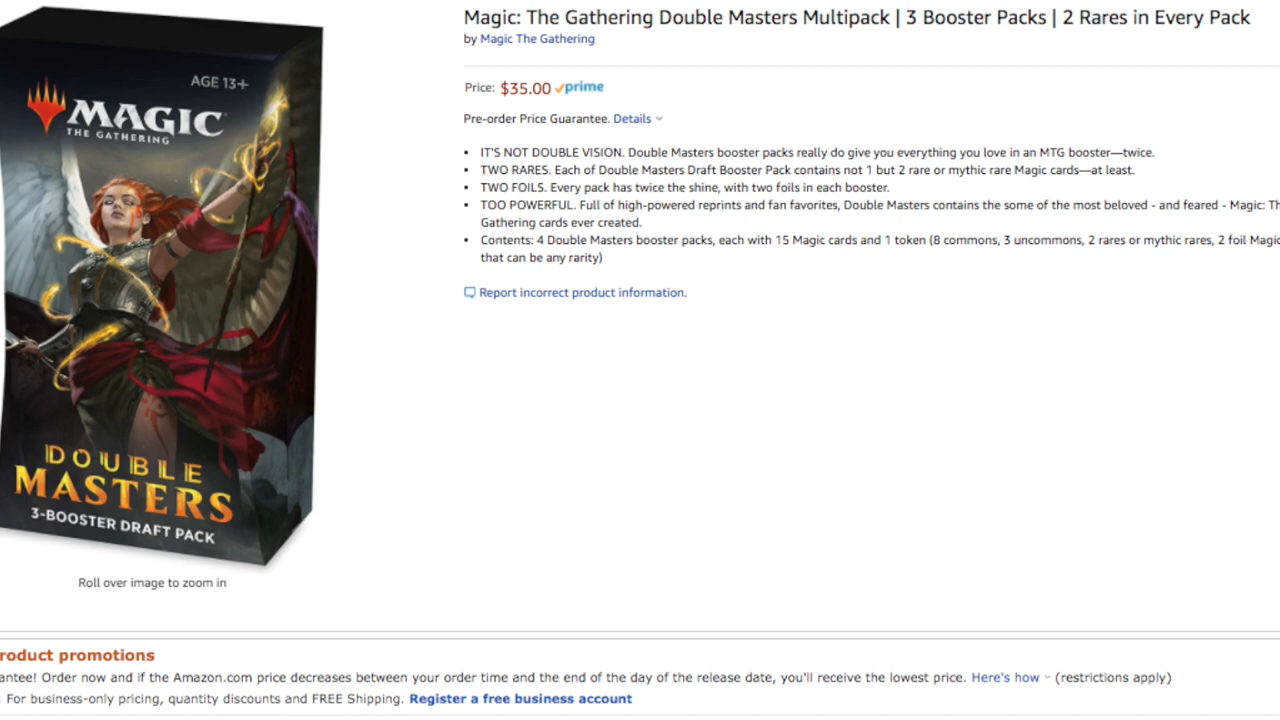 AGE 13+
MAGIC
THE GATHERING
DOUBLE
MASTERS
3-BOOSTER DRAFT PACK
Roll over image to zoom in
Magic: The Gathering Double Masters Multipack | 3 Booster Packs | 2 Rares in Every Pack
by Magic The Gathering
Price: $35.00 prime
Pre-order Price Guarantee. Details
• IT'S NOT DOUBLE VISION. Double Masters booster packs really do give you everything you love in an MTG booster—twice.
• TWO RARES. Each of Double Masters Draft Booster Pack contains not 1 but 2 rare or mythic rare Magic cards—at least.
• TWO FOILS. Every pack has twice the shine, with two foils in each booster.
• TOO POWERFUL. Full of high-powered reprints and fan favorites, Double Masters contains the some of the most beloved - and feared - Magic: Th
Gathering cards ever created.
• Contents: 4 Double Masters booster packs, each with 15 Magic cards and 1 token (8 commons, 3 uncommons, 2 rares or mythic rares, 2 foil Magic
that can be any rarity)
Report incorrect product information.
roduct promotions
antee! Order now and if the Amazon.com price decreases between your order time and the end of the day of the release date, you'll receive the lowest price. Here's how (restrictions apply)
: For business-only pricing, quantity discounts and FREE Shipping. Register a free business account